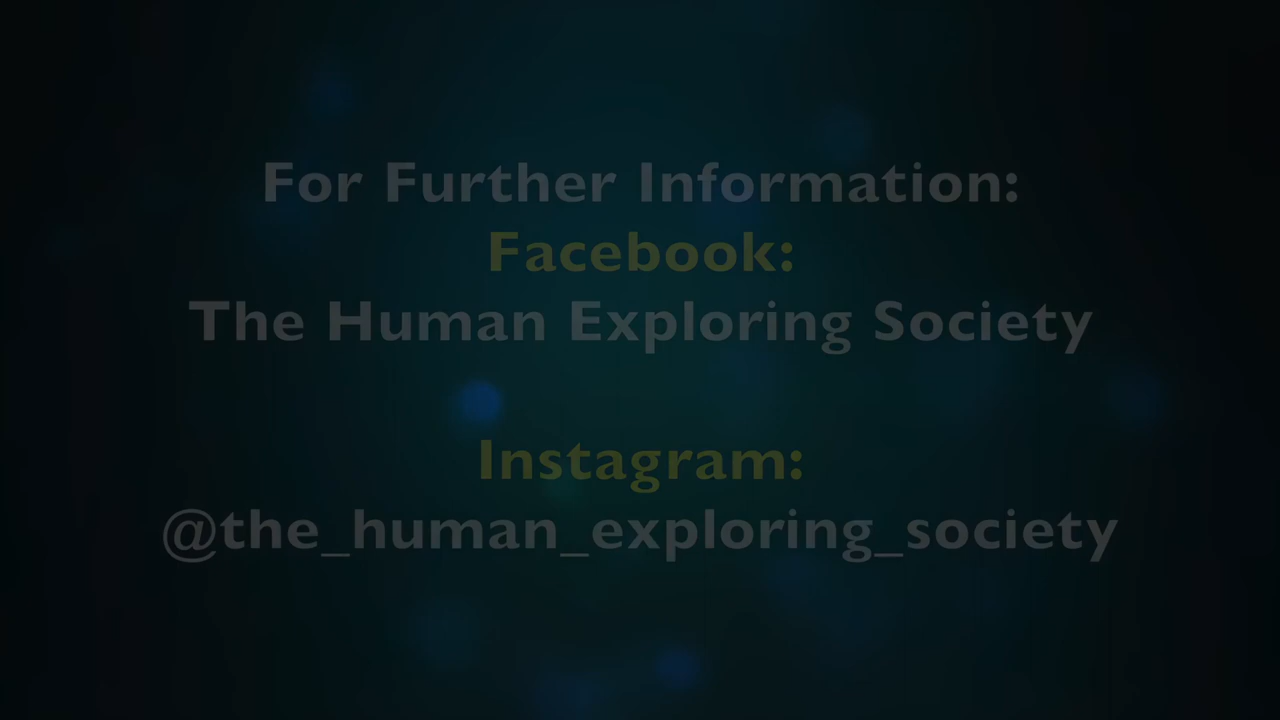 For Further Information:
Facebook:
The Human Exploring Society
Instagram:
@the_human_exploring_society